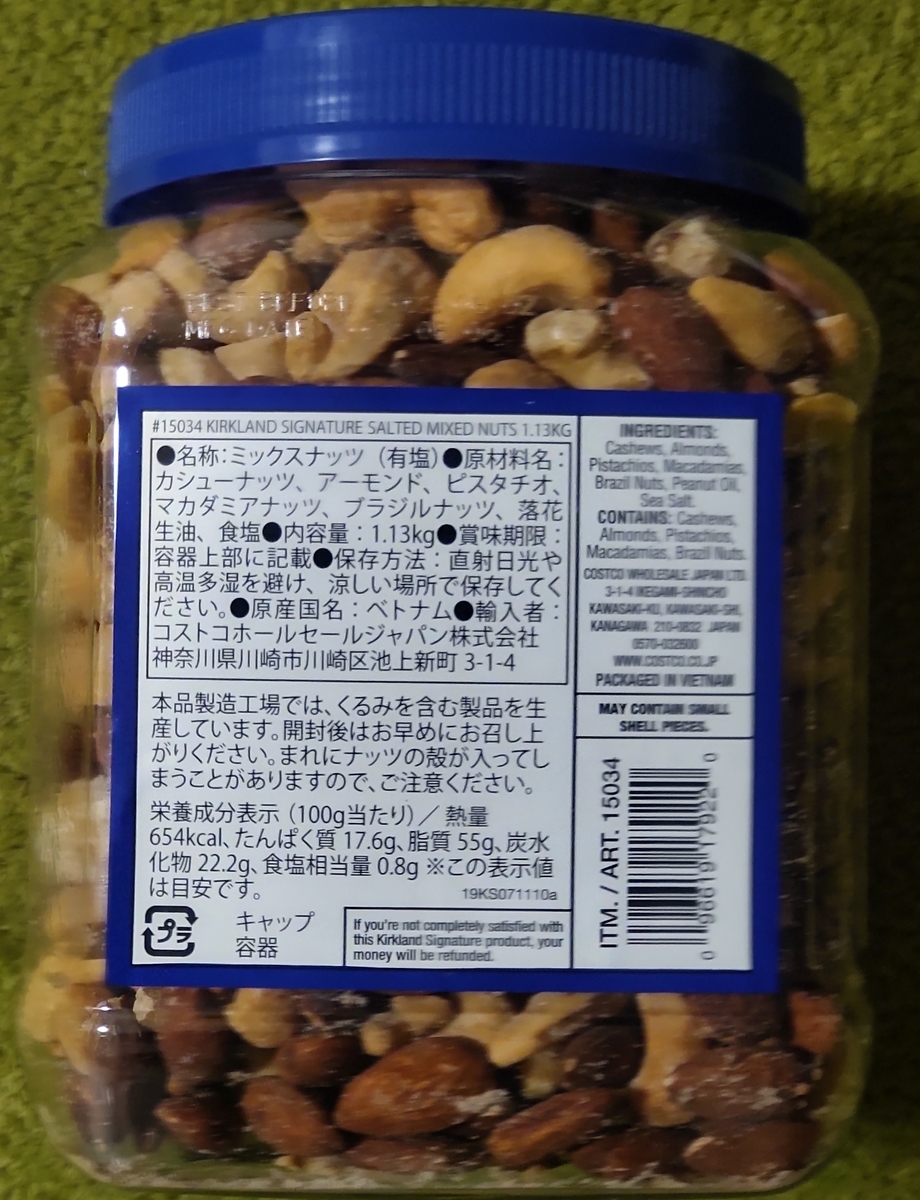 #15034 KIRKLAND SIGNATURE SALTED MIXED NUTS 1.13KG
●名称：ミックスナッツ（有塩）●原材料名：
カシューナッツ、アーモンド、ピスタチオ、
マカダミアナッツ、ブラジルナッツ、落花
生油、食塩●内容量：1.13kg●賞味期限：
容器上部に記載●保存方法：直射日光や
高温多湿を避け、涼しい場所で保存してく
ださい。●原産国名：ベトナム●輸入者：
コストコホールセールジャパン株式会社
神奈川県川崎市川崎区池上新町 3-1-4
本品製造工場では、くるみを含む製品を生
産しています。開封後はお早めにお召し上
がりください。まれにナッツの殻が入ってし
まうことがありますので、ご注意ください。
栄養成分表示（100g当たり）／ 熱量
654kcal、たんぱく質 17.6g、脂質 55g、炭水
化物 22.2g、食塩相当量 0.8g ※この表示値
は目安です。
19KS071110a
プラ
キャップ
容器
If you're not completely satisfied with
this Kirkland Signature product, your
money will be refunded.
INGREDIENTS:
Cashews, Almonds,
Pistachios, Macadamias,
Brazil Nuts, Peanut Oil,
Sea Salt.
CONTAINS: Cashews,
Almonds, Pistachios,
Macadamias, Brazil Nuts.
COSTCO WHOLESALE JAPAN LTD.
3-1-4 IKEGAMI-SHINCHO
KAWASAKI-KU, KAWASAKI-SHI,
KANAGAWA 210-0832 JAPAN
0570-032600
WWW.COSTCO.CO.JP
PACKAGED IN VIETNAM
MAY CONTAIN SMALL
SHELL PIECES.
ITM. / ART. 15034